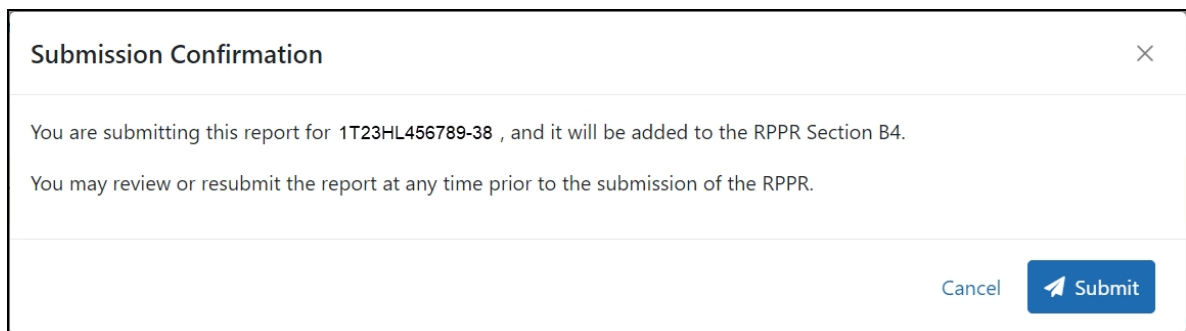 Submission Confirmation
You are submitting this report for 1T23HL456789-38 , and it will be added to the RPPR Section B4.
You may review or resubmit the report at any time prior to the submission of the RPPR.
Cancel Submit